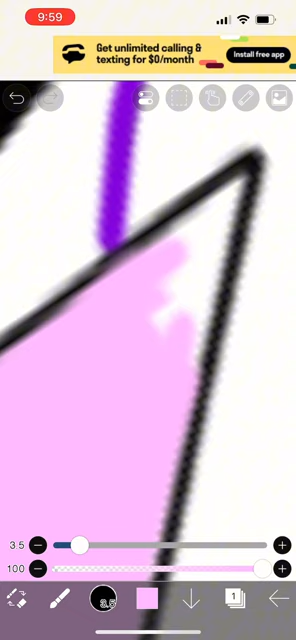 9:59
Get unlimited calling &
texting for $0/month
Install free app
3.5
100
3.5
1